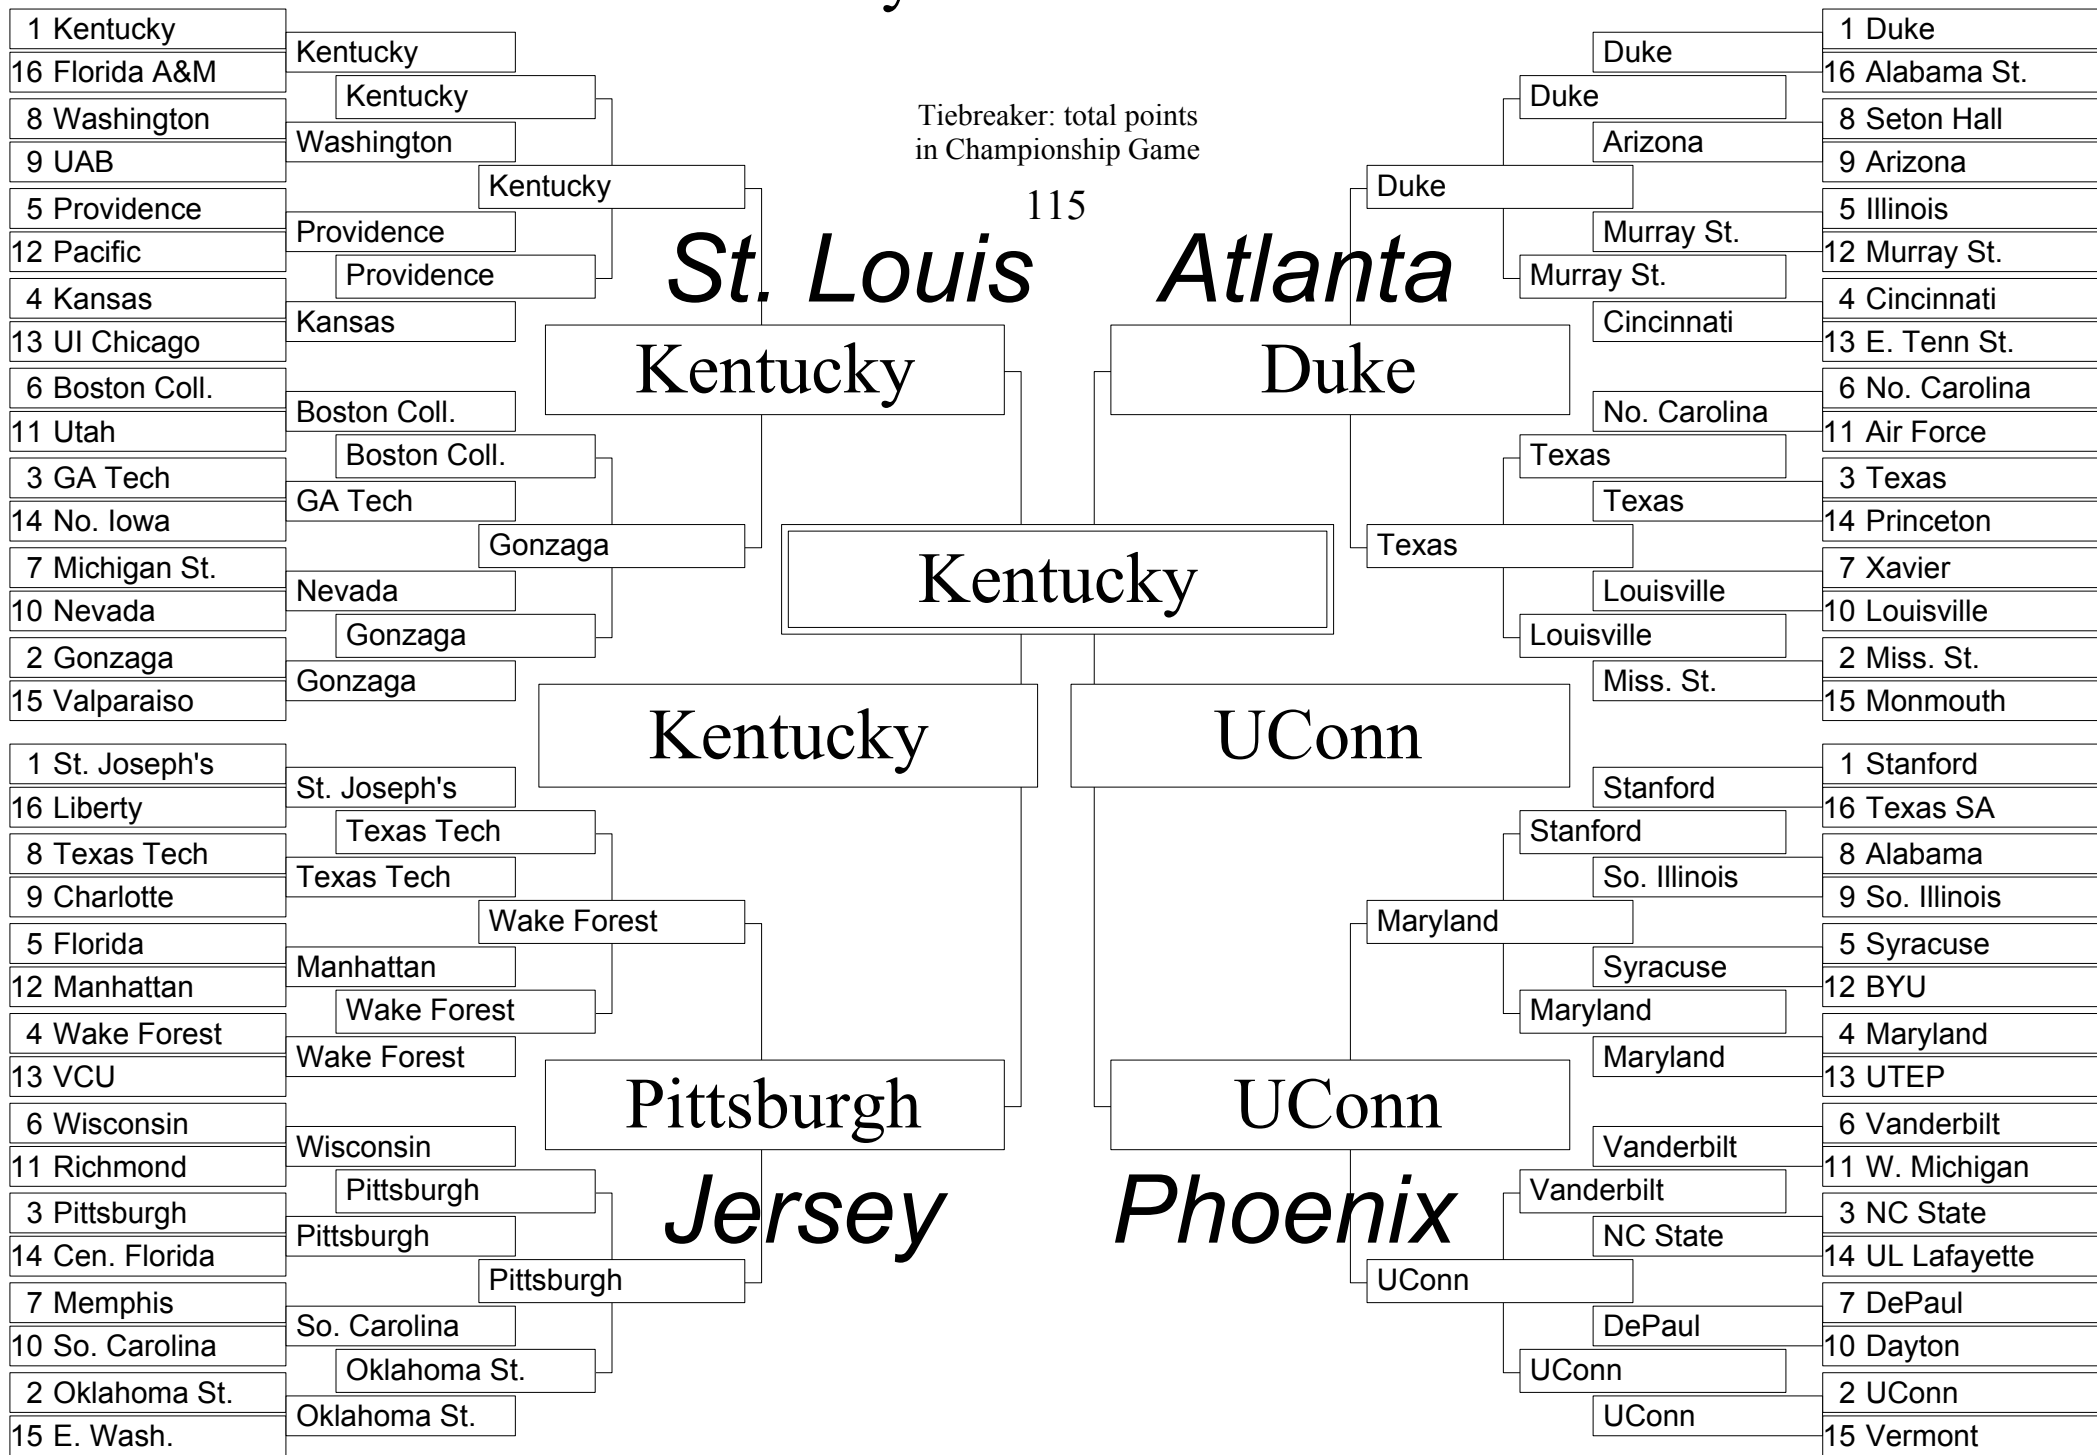 1 Kentucky
16 Florida A&M
8 Washington
9 UAB
5 Providence
12 Pacific
4 Kansas
13 UI Chicago
6 Boston Coll.
11 Utah
3 GA Tech
14 No. Iowa
7 Michigan St.
10 Nevada
2 Gonzaga
15 Valparaiso
Kentucky
Washington
Providence
Kansas
Boston Coll.
GA Tech
Nevada
Gonzaga
Kentucky
Providence
Boston Coll.
Gonzaga
Kentucky
Gonzaga
St. Louis
Kentucky
1 St. Joseph's
16 Liberty
8 Texas Tech
9 Charlotte
5 Florida
12 Manhattan
4 Wake Forest
13 VCU
6 Wisconsin
11 Richmond
3 Pittsburgh
14 Cen. Florida
7 Memphis
10 So. Carolina
2 Oklahoma St.
15 E. Wash.
St. Joseph's
Texas Tech
Manhattan
Wake Forest
Wisconsin
Pittsburgh
So. Carolina
Oklahoma St.
Texas Tech
Wake Forest
Pittsburgh
Oklahoma St.
Wake Forest
Pittsburgh
Pittsburgh
Jersey
Tiebreaker: total points
in Championship Game
115
Kentucky
Kentucky
UConn
Atlanta
Duke
Duke
Texas
Duke
Murray St.
Texas
Louisville
Duke
Arizona
Murray St.
Cincinnati
No. Carolina
Texas
Louisville
Miss. St.
1 Duke
16 Alabama St.
8 Seton Hall
9 Arizona
5 Illinois
12 Murray St.
4 Cincinnati
13 E. Tenn St.
6 No. Carolina
11 Air Force
3 Texas
14 Princeton
7 Xavier
10 Louisville
2 Miss. St.
15 Monmouth
UConn
Phoenix
Maryland
UConn
Stanford
Maryland
Vanderbilt
UConn
Stanford
So. Illinois
Syracuse
Maryland
Vanderbilt
NC State
DePaul
UConn
1 Stanford
16 Texas SA
8 Alabama
9 So. Illinois
5 Syracuse
12 BYU
4 Maryland
13 UTEP
6 Vanderbilt
11 W. Michigan
3 NC State
14 UL Lafayette
7 DePaul
10 Dayton
2 UConn
15 Vermont